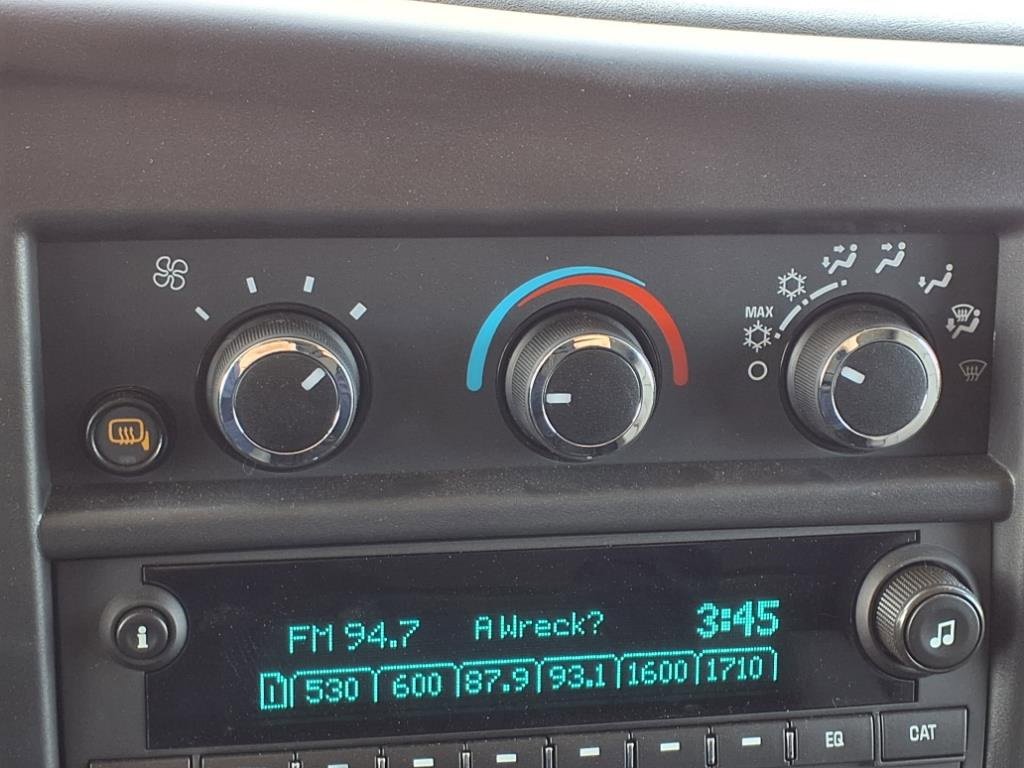 MAX
i
FM 94.7 A Wreck? 3:45
1 530 600 87.9 93.1 1600 1710
EQ CAT